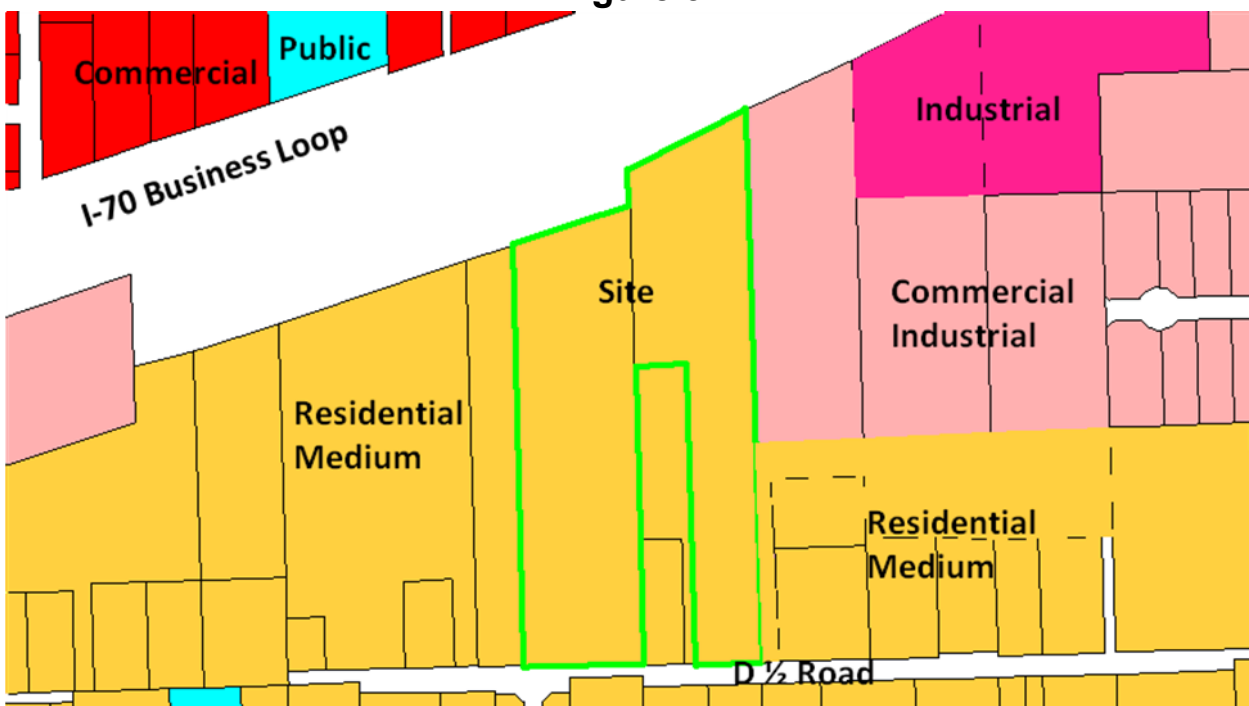 Public
Commercial
Industrial
I-70 Business Loop
Site
Commercial
Industrial
Residential
Medium
Residential
Medium
D ½ Road